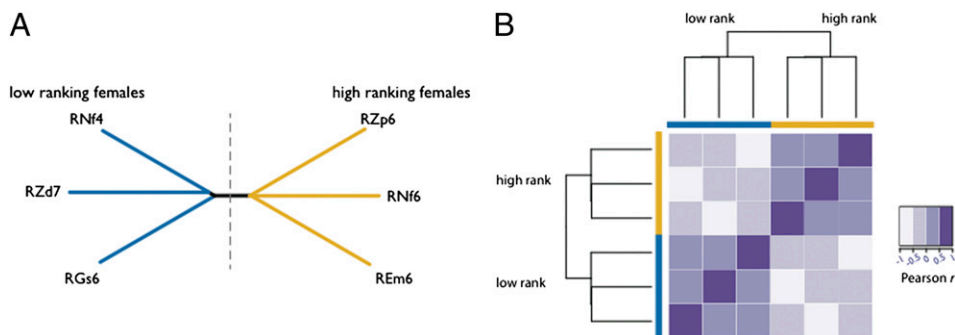 A
low ranking females
RNf4
RZd7
RGs6
high ranking females
RZp6
RNf6
REm6
B
low rank
high rank
high rank
low rank
-1 -0.5 0 0.5 1
Pearson r